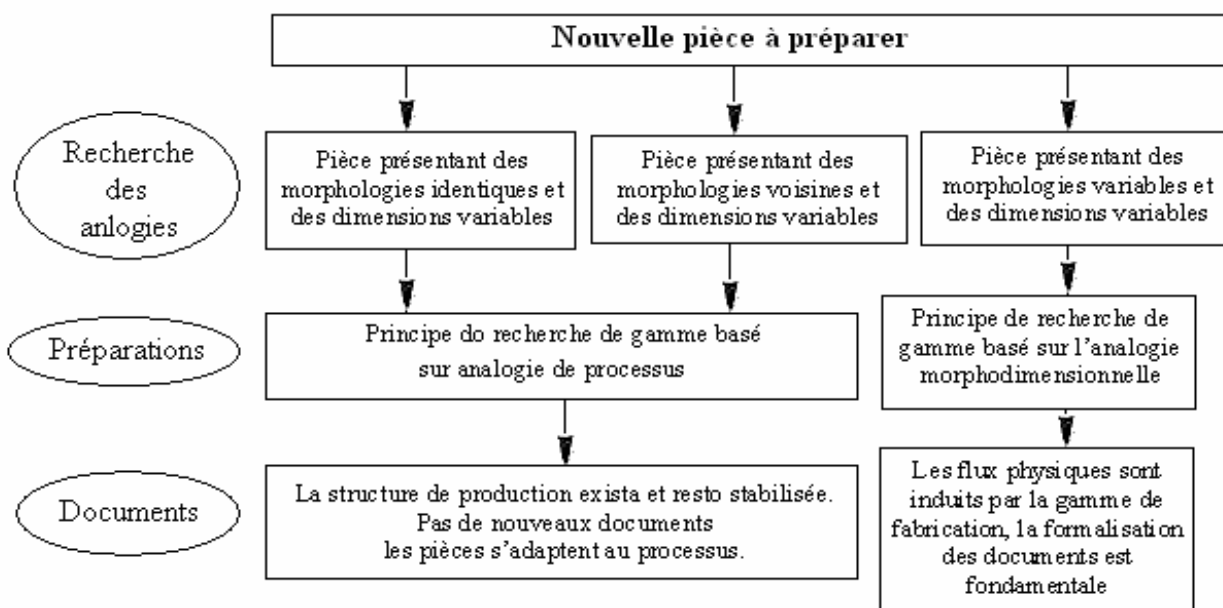 Nouvelle pièce à préparer
Recherche
des
anlogies
Pièce présentant des
morphologies identiques et
des dimensions variables
Pièce présentant des
morphologies voisines et
des dimensions variables
Pièce présentant des
morphologies variables et
des dimensions variables
Préparations
Principe do recherche de gamme basé
sur analogie de processus
Principe de recherche de
gamme basé sur l'analogie
morphodimensionnelle
Documents
La structure de production exista et resto stabilisée.
Pas de nouveaux documents
les pièces s'adaptent au processus.
Les flux physiques sont
induits par la gamme de
fabrication, la formalisation
des documents est
fondamentale